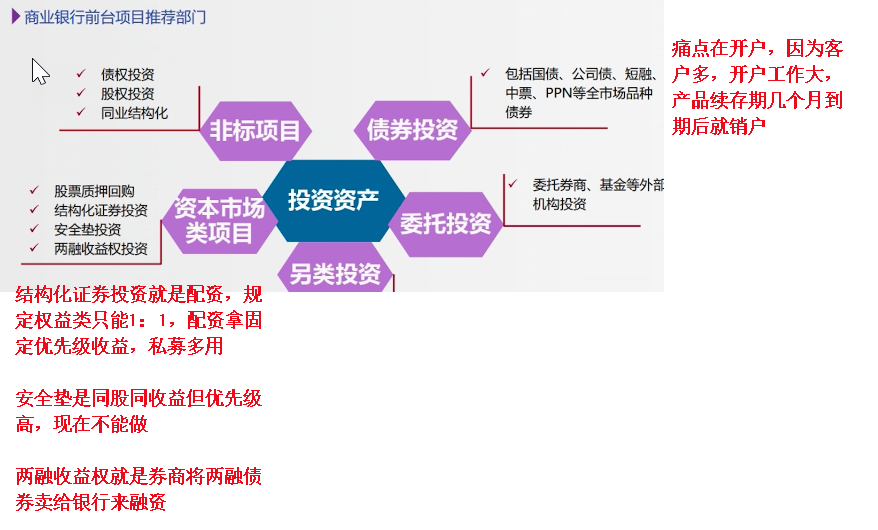 商业银行前台项目推荐部门
债权投资
股权投资
同业结构化
非标项目
债券投资
包括国债、公司债、短融、
中票、PPN等全市场品种
债券
痛点在开户，因为客
户多，开户工作大，
产品续存期几个月到
期后就销户
股票质押回购
结构化证券投资
安全垫投资
两融收益权投资
资本市场
类项目
投资资产
委托投资
委托券商、基金等外部
机构投资
另类投资
结构化证券投资就是配资，规
定权益类只能1：1，配资拿固
定优先级收益，私募多用
安全垫是同股同收益但优先级
高，现在不能做
两融收益权就是券商将两融债
券卖给银行来融资